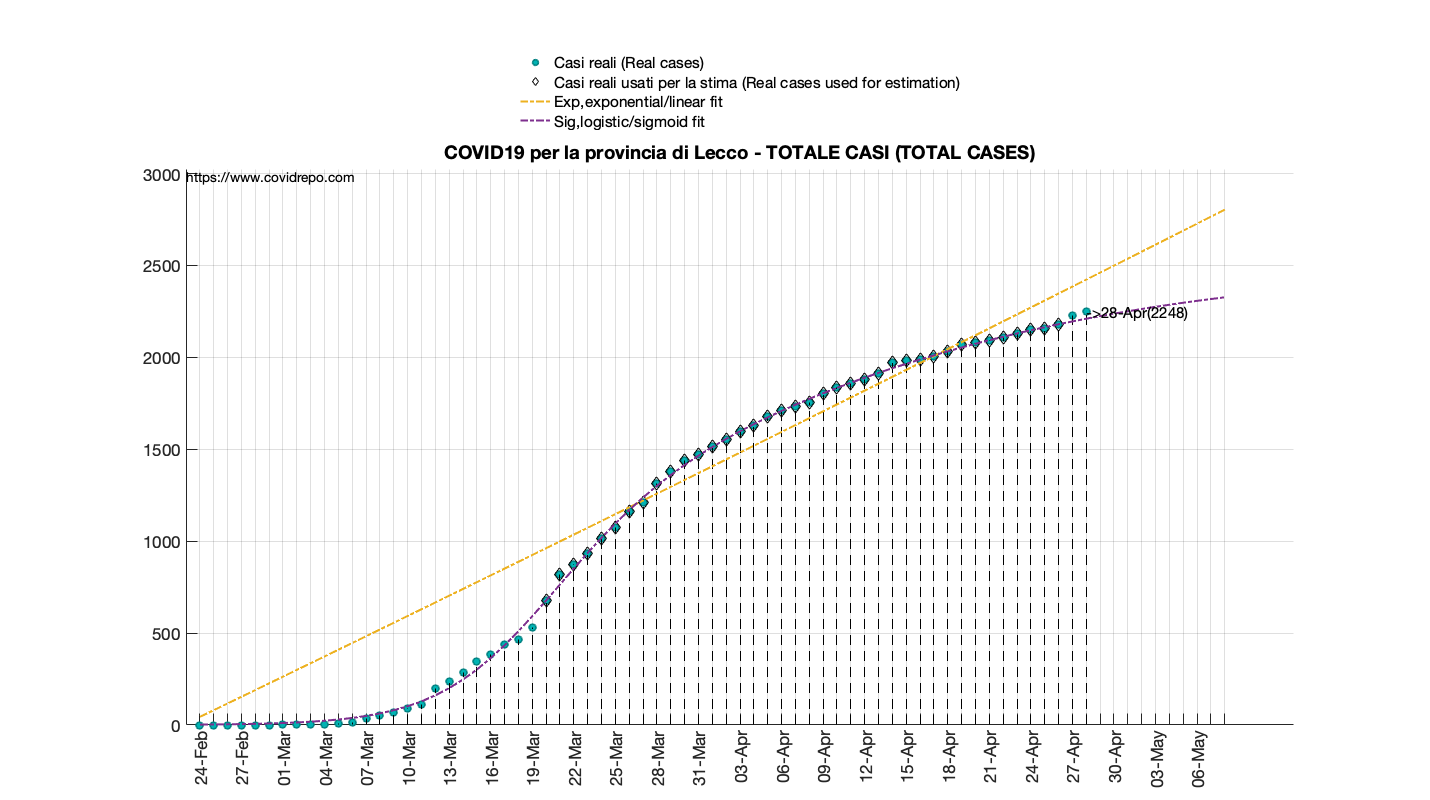 Casi reali (Real cases)
Casi reali usati per la stima (Real cases used for estimation)
Exp,exponential/linear fit
Sig,logistic/sigmoid fit
COVID19 per la provincia di Lecco - TOTALE CASI (TOTAL CASES)
https://www.covidrepo.com
3000
2500
2000
1500
1000
500
0
>28-Apr(2248)
24-Feb
27-Feb
01-Mar
04-Mar
07-Mar
10-Mar
13-Mar
16-Mar
19-Mar
22-Mar
25-Mar
28-Mar
31-Mar
03-Apr
06-Apr
09-Apr
12-Apr
15-Apr
18-Apr
21-Apr
24-Apr
27-Apr
30-Apr
03-May
06-May